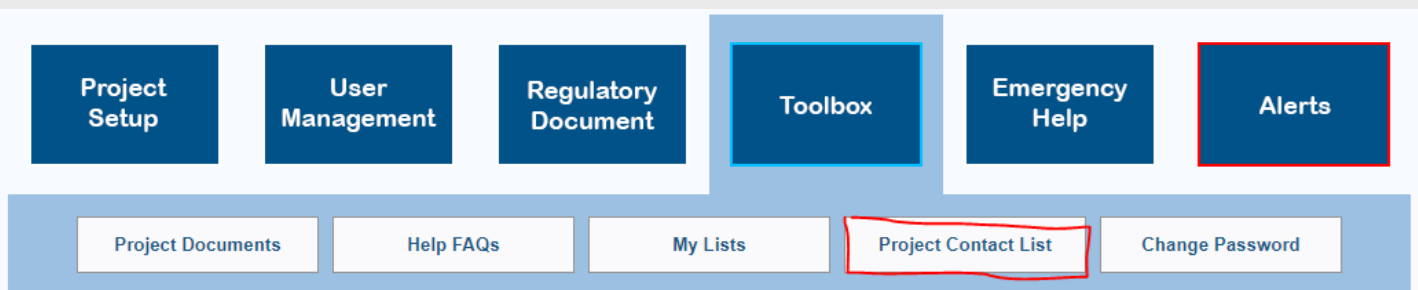 Project
Setup
User
Management
Regulatory
Document
Toolbox
Emergency
Help
Alerts
Project Documents
Help FAQs
My Lists
Project Contact List
Change Password